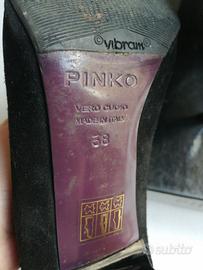 ©vibram®
PINKO
VERO CUOIO
MADE IN ITALY
38
subito